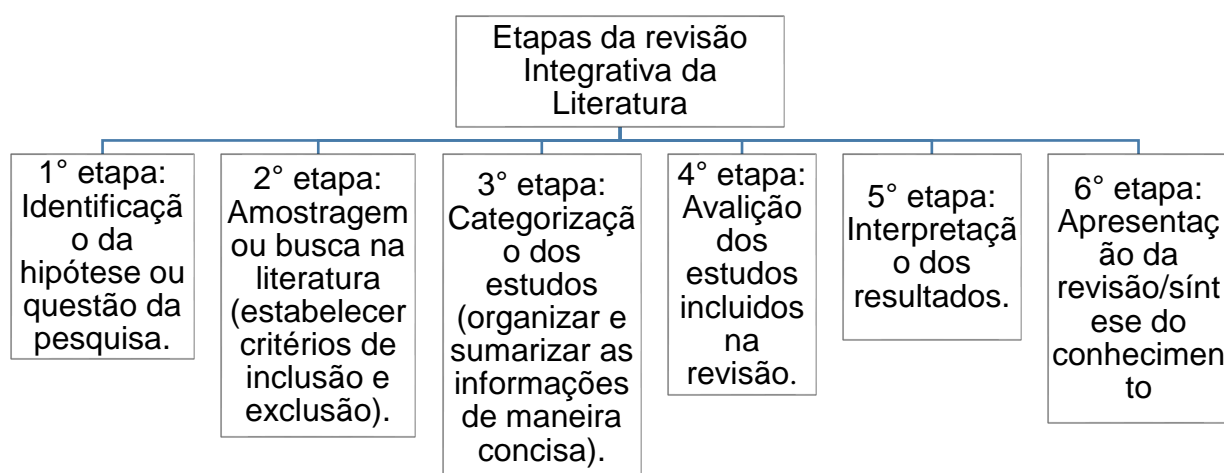 Etapas da revisão
Integrativa da
Literatura
1° etapa:
Identificaçã
o da
hipótese ou
questão da
pesquisa.
2° etapa:
Amostragem
ou busca na
literatura
(estabelecer
critérios de
inclusão e
exclusão).
3° etapa:
Categorizaçã
o dos
estudos
(organizar e
sumarizar as
informações
de maneira
concisa).
4° etapa:
Avalição
dos
estudos
incluidos
na
revisão.
5° etapa:
Interpretaçã
o dos
resultados.
6° etapa:
Apresentaç
ão da
revisão/sínt
ese do
conhecimen
to